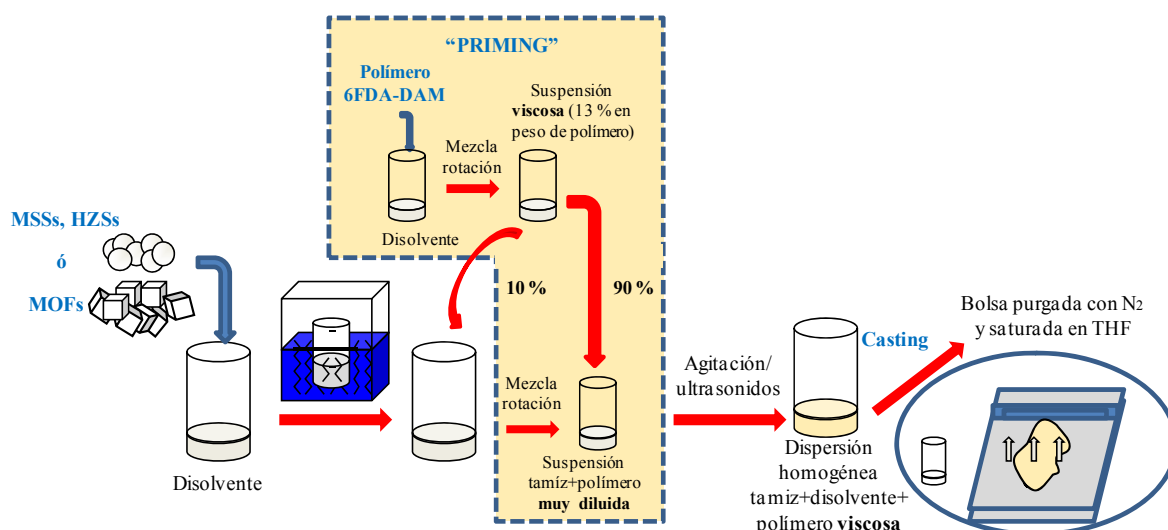 “PRIMING”
Polímero
6FDA-DAM
Suspensión
viscosa (13 % en
peso de polímero)
Mezcla
rotación
Disolvente
MSSs, HZSs
ó
MOFs
Disolvente
10 %
90 %
Mezcla
rotación
Suspensión
tamíz+polímero
muy diluida
Agitación/
ultrasonidos
Casting
Dispersión
homogénea
tamiz+disolvente+
polímero viscosa
Bolsa purgada con N2
y saturada en THF